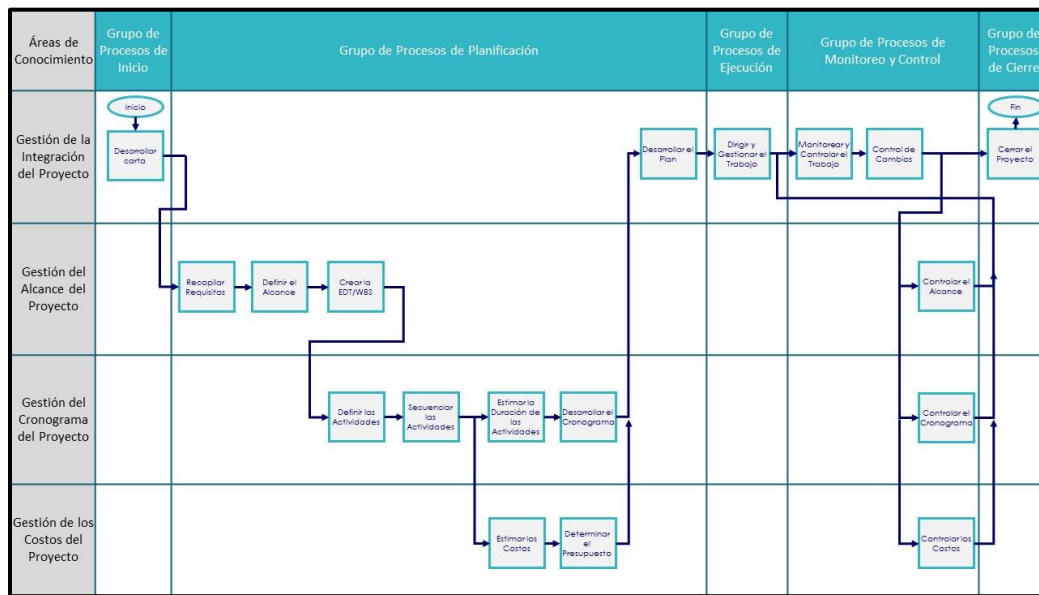 Áreas de
Conocimiento
Grupo de
Procesos de
Inicio
Grupo de Procesos de Planificación
Grupo de
Procesos de
Ejecución
Grupo de Procesos de
Monitoreo y Control
Grupo de
Procesos
de Cierre
Gestión de la
Integración
del Proyecto
Inicio
Desarrollar
carta
Desarrollar el
Plan
Dirigir y
Gestionar el
Trabajo
Monitorear y
Controlar el
Trabajo
Control de
Cambios
Fin
Cerrar el
Proyecto
Gestión del
Alcance del
Proyecto
Recopilar
Requisitos
Definir el
Alcance
Crear la
EDT/WBS
Controlar el
Alcance
Gestión del
Cronograma
del Proyecto
Definir las
Actividades
Secuenciar
las
Actividades
Estimar la
Duración de
las
Actividades
Desarrollar el
Cronograma
Controlar el
Cronograma
Gestión de los
Costos del
Proyecto
Estimar los
Costos
Determinar
el
Presupuesto
Controlar los
Costos